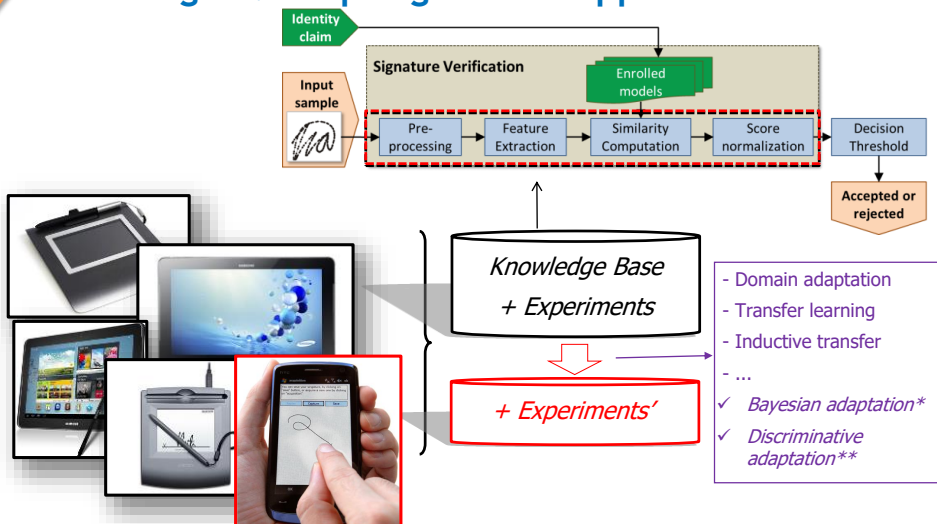 Identity
claim
Signature Verification
Enrolled
models
Input
sample
Pre-
processing
Feature
Extraction
Similarity
Computation
Score
normalization
Decision
Threshold
Accepted or
rejected
Knowledge Base
+ Experiments
+ Experiments’
- Domain adaptation
- Transfer learning
- Inductive transfer
- ...
✓ Bayesian adaptation*
✓ Discriminative
adaptation**
SAMSUNG